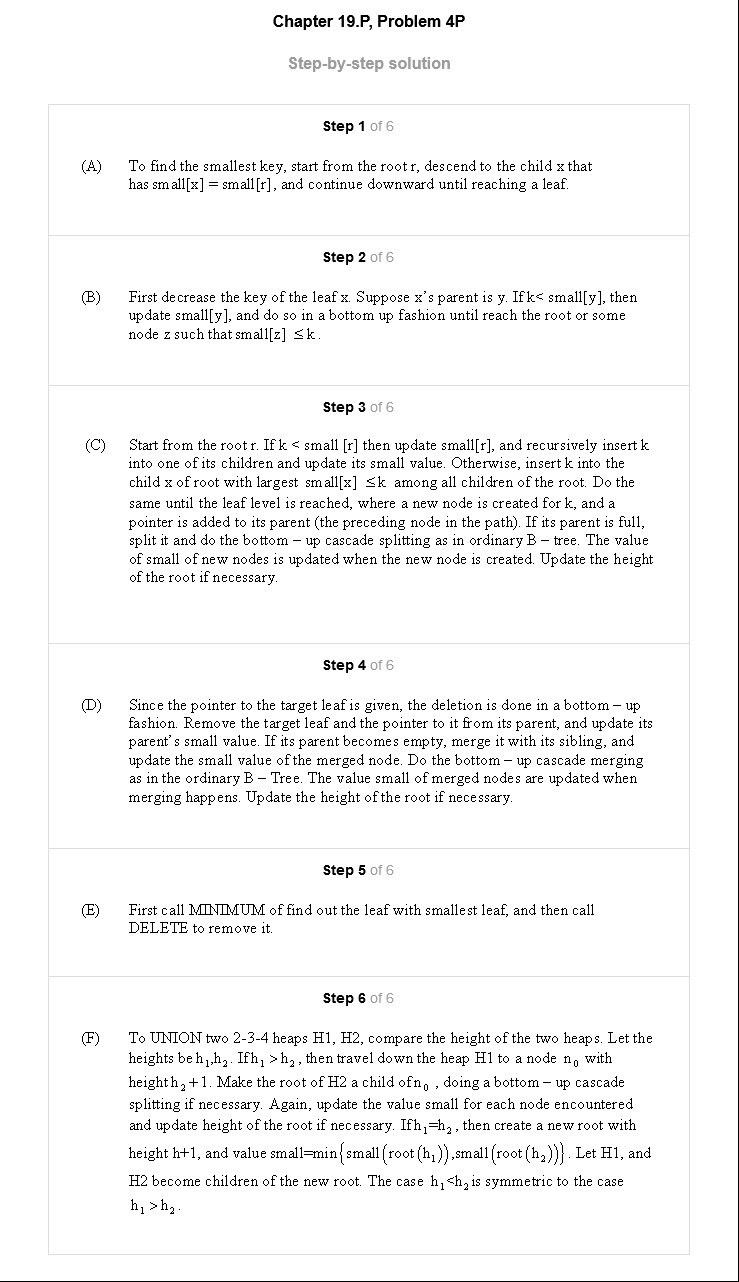 Chapter 19.P, Problem 4P
Step-by-step solution
Step 1 of 6
(A) To find the smallest key, start from the root r, descend to the child x that
has small[x] = small[r], and continue downward until reaching a leaf.
Step 2 of 6
(B) First decrease the key of the leaf x. Suppose x's parent is y. If k< small[y], then
update small[y], and do so in a bottom up fashion until reach the root or some
node z such that small[z] ≤k.
Step 3 of 6
(C) Start from the root r. If k < small [r] then update small[r], and recursively insert k
into one of its children and update its small value. Otherwise, insert k into the
child x of root with largest small[x] ≤k among all children of the root. Do the
same until the leaf level is reached, where a new node is created for k, and a
pointer is added to its parent (the preceding node in the path). If its parent is full,
split it and do the bottom – up cascade splitting as in ordinary B – tree. The value
of small of new nodes is updated when the new node is created. Update the height
of the root if necessary.
Step 4 of 6
(D) Since the pointer to the target leaf is given, the deletion is done in a bottom – up
fashion. Remove the target leaf and the pointer to it from its parent, and update its
parent's small value. If its parent becomes empty, merge it with its sibling, and
update the small value of the merged node. Do the bottom – up cascade merging
as in the ordinary B – Tree. The value small of merged nodes are updated when
merging happens. Update the height of the root if necessary.
Step 5 of 6
(E) First call MINIMUM of find out the leaf with smallest leaf, and then call
DELETE to remove it.
Step 6 of 6
(F) To UNION two 2-3-4 heaps H1, H2, compare the height of the two heaps. Let the
heights be h₁,h₂. If h₁ >h₂, then travel down the heap H1 to a node n₀ with
height h₂+1. Make the root of H2 a child of n₀ , doing a bottom – up cascade
splitting if necessary. Again, update the value small for each node encountered
and update height of the root if necessary. If h₁=h₂, then create a new root with
height h+1, and value small=min{small(root(h₁)),small(root(h₂))}. Let H1, and
H2 become children of the new root. The case h₁<h₂ is symmetric to the case
h₁ >h₂.